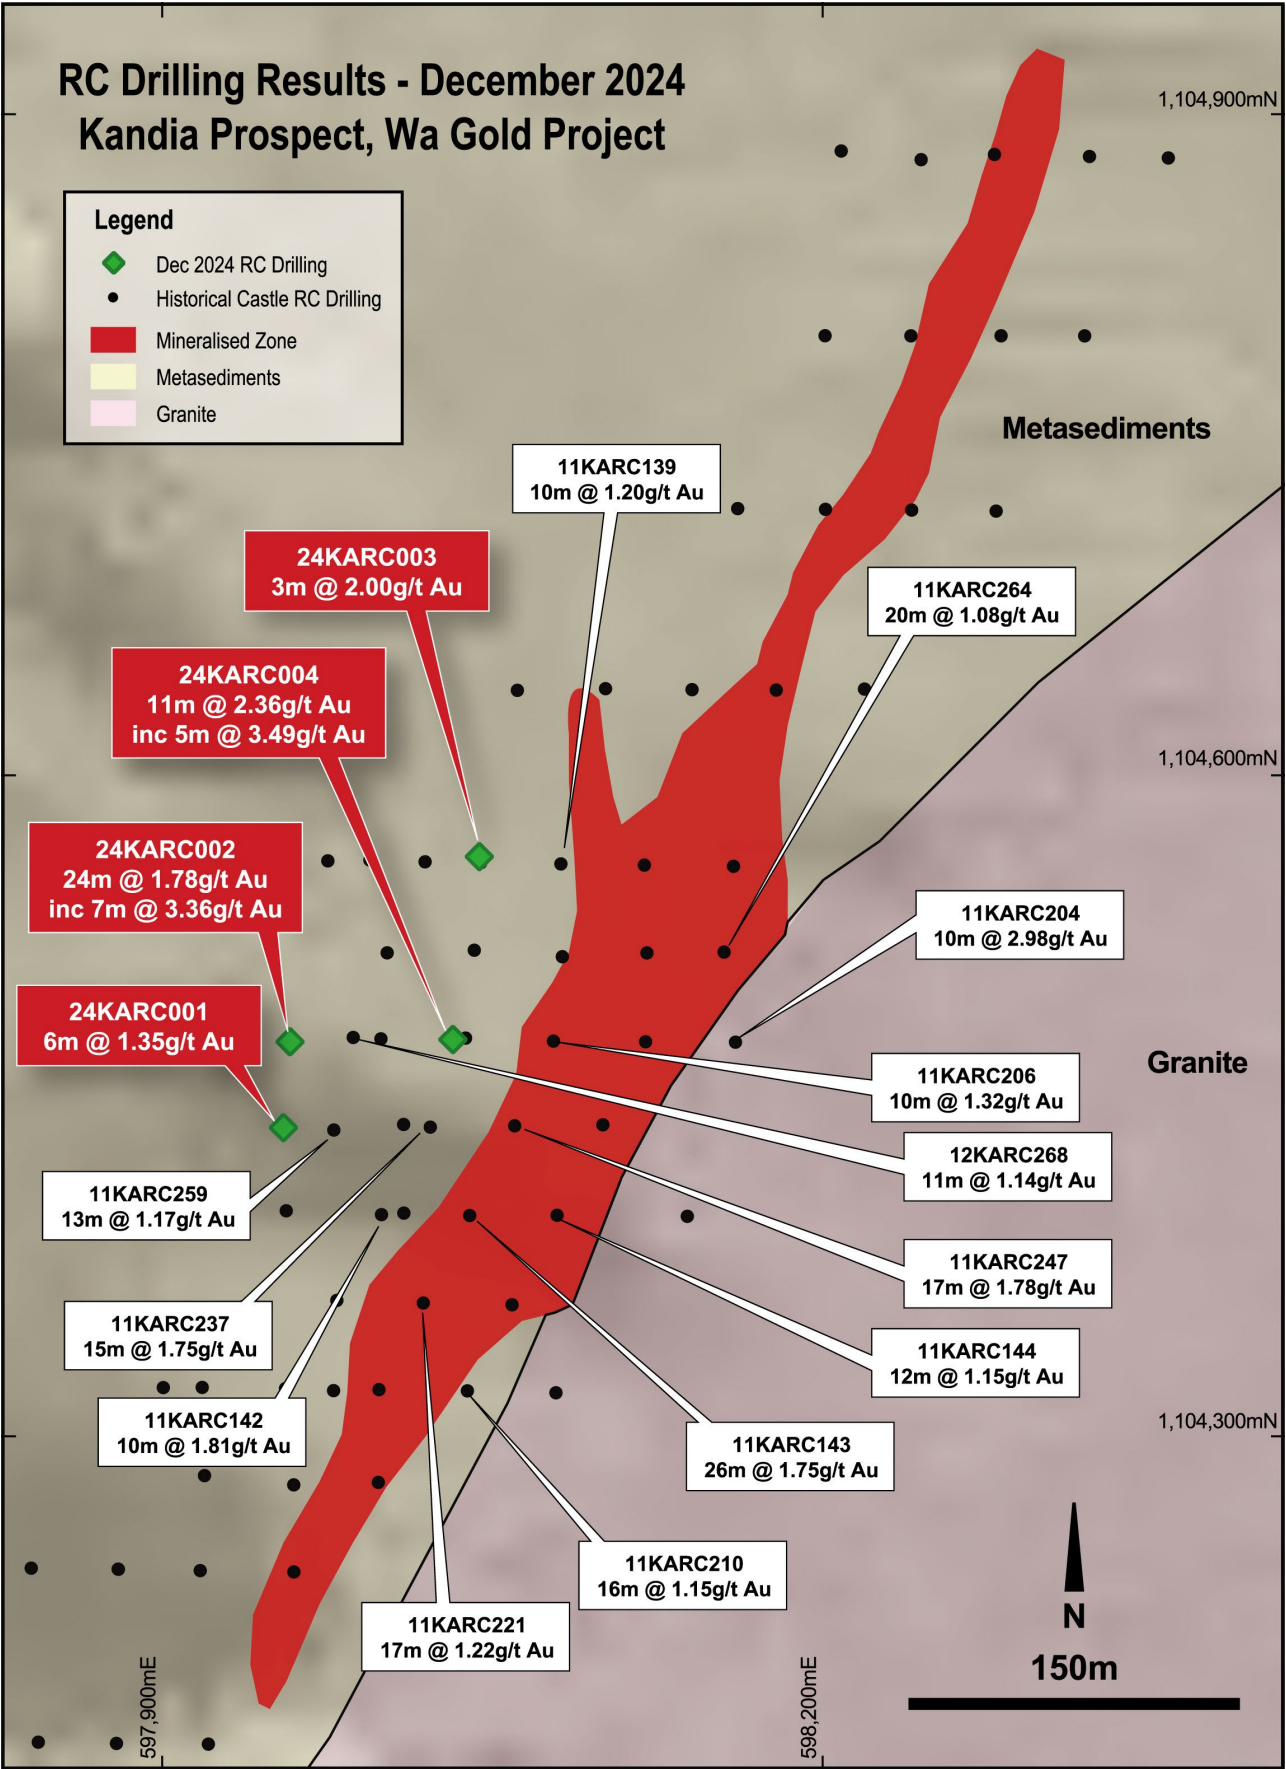 RC Drilling Results - December 2024
Kandia Prospect, Wa Gold Project
1,104,900mN
Legend
Dec 2024 RC Drilling
Historical Castle RC Drilling
Mineralised Zone
Metasediments
Granite
Metasediments
11KARC139
10m @ 1.20g/t Au
24KARC003
3m @ 2.00g/t Au
11KARC264
20m @ 1.08g/t Au
24KARC004
11m @ 2.36g/t Au
inc 5m @ 3.49g/t Au
1,104,600mN
24KARC002
24m @ 1.78g/t Au
inc 7m @ 3.36g/t Au
11KARC204
10m @ 2.98g/t Au
24KARC001
6m @ 1.35g/t Au
Granite
11KARC206
10m @ 1.32g/t Au
12KARC268
11m @ 1.14g/t Au
11KARC259
13m @ 1.17g/t Au
11KARC247
17m @ 1.78g/t Au
11KARC237
15m @ 1.75g/t Au
11KARC144
12m @ 1.15g/t Au
11KARC142
10m @ 1.81g/t Au
1,104,300mN
11KARC143
26m @ 1.75g/t Au
11KARC210
16m @ 1.15g/t Au
11KARC221
17m @ 1.22g/t Au
N
150m
597,900mE
598,200mE